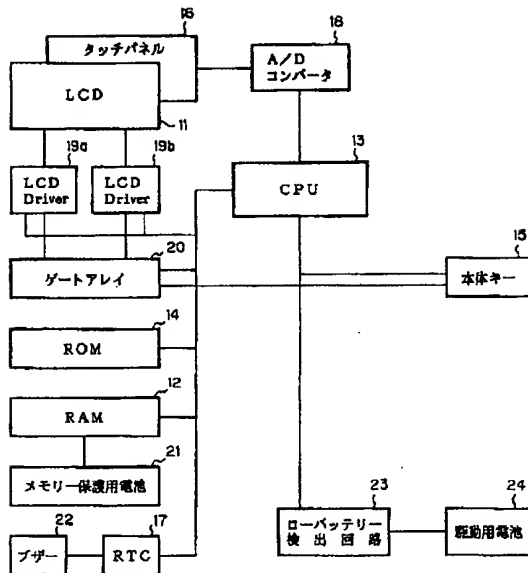 16
タッチパネル
LCD
11
18
A/D
コンバータ
19a
LCD
Driver
19b
LCD
Driver
13
CPU
20
ゲートアレイ
15
本体キー
14
ROM
12
RAM
21
メモリー保護用電池
22
ブザー
17
RTC
23
ローバッテリー
検出回路
24
駆動用電池